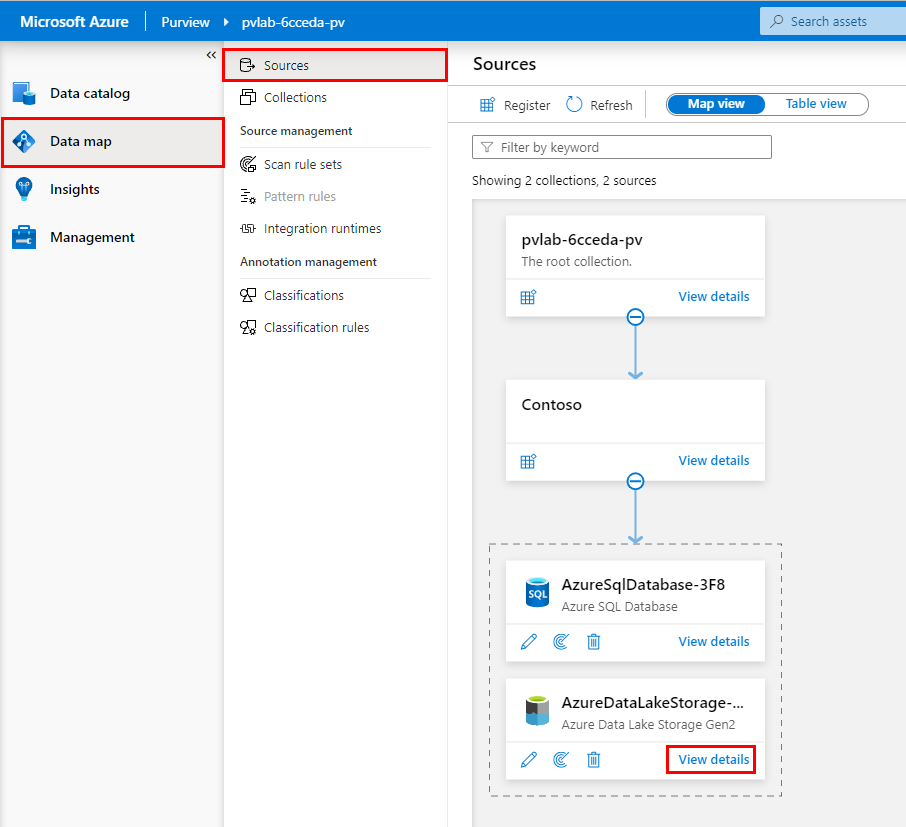 Microsoft Azure Purview pvlab-6cceda-pv Search assets
Data catalog
Data map
Insights
Management
Sources
Collections
Source management
Scan rule sets
Pattern rules
Integration runtimes
Annotation management
Classifications
Classification rules
Sources
Register Refresh Map view Table view
Filter by keyword
Showing 2 collections, 2 sources
pvlab-6cceda-pv
The root collection.
View details
Contoso
View details
SQL
AzureSqlDatabase-3F8
Azure SQL Database
View details
AzureDataLakeStorage-...
Azure Data Lake Storage Gen2
View details